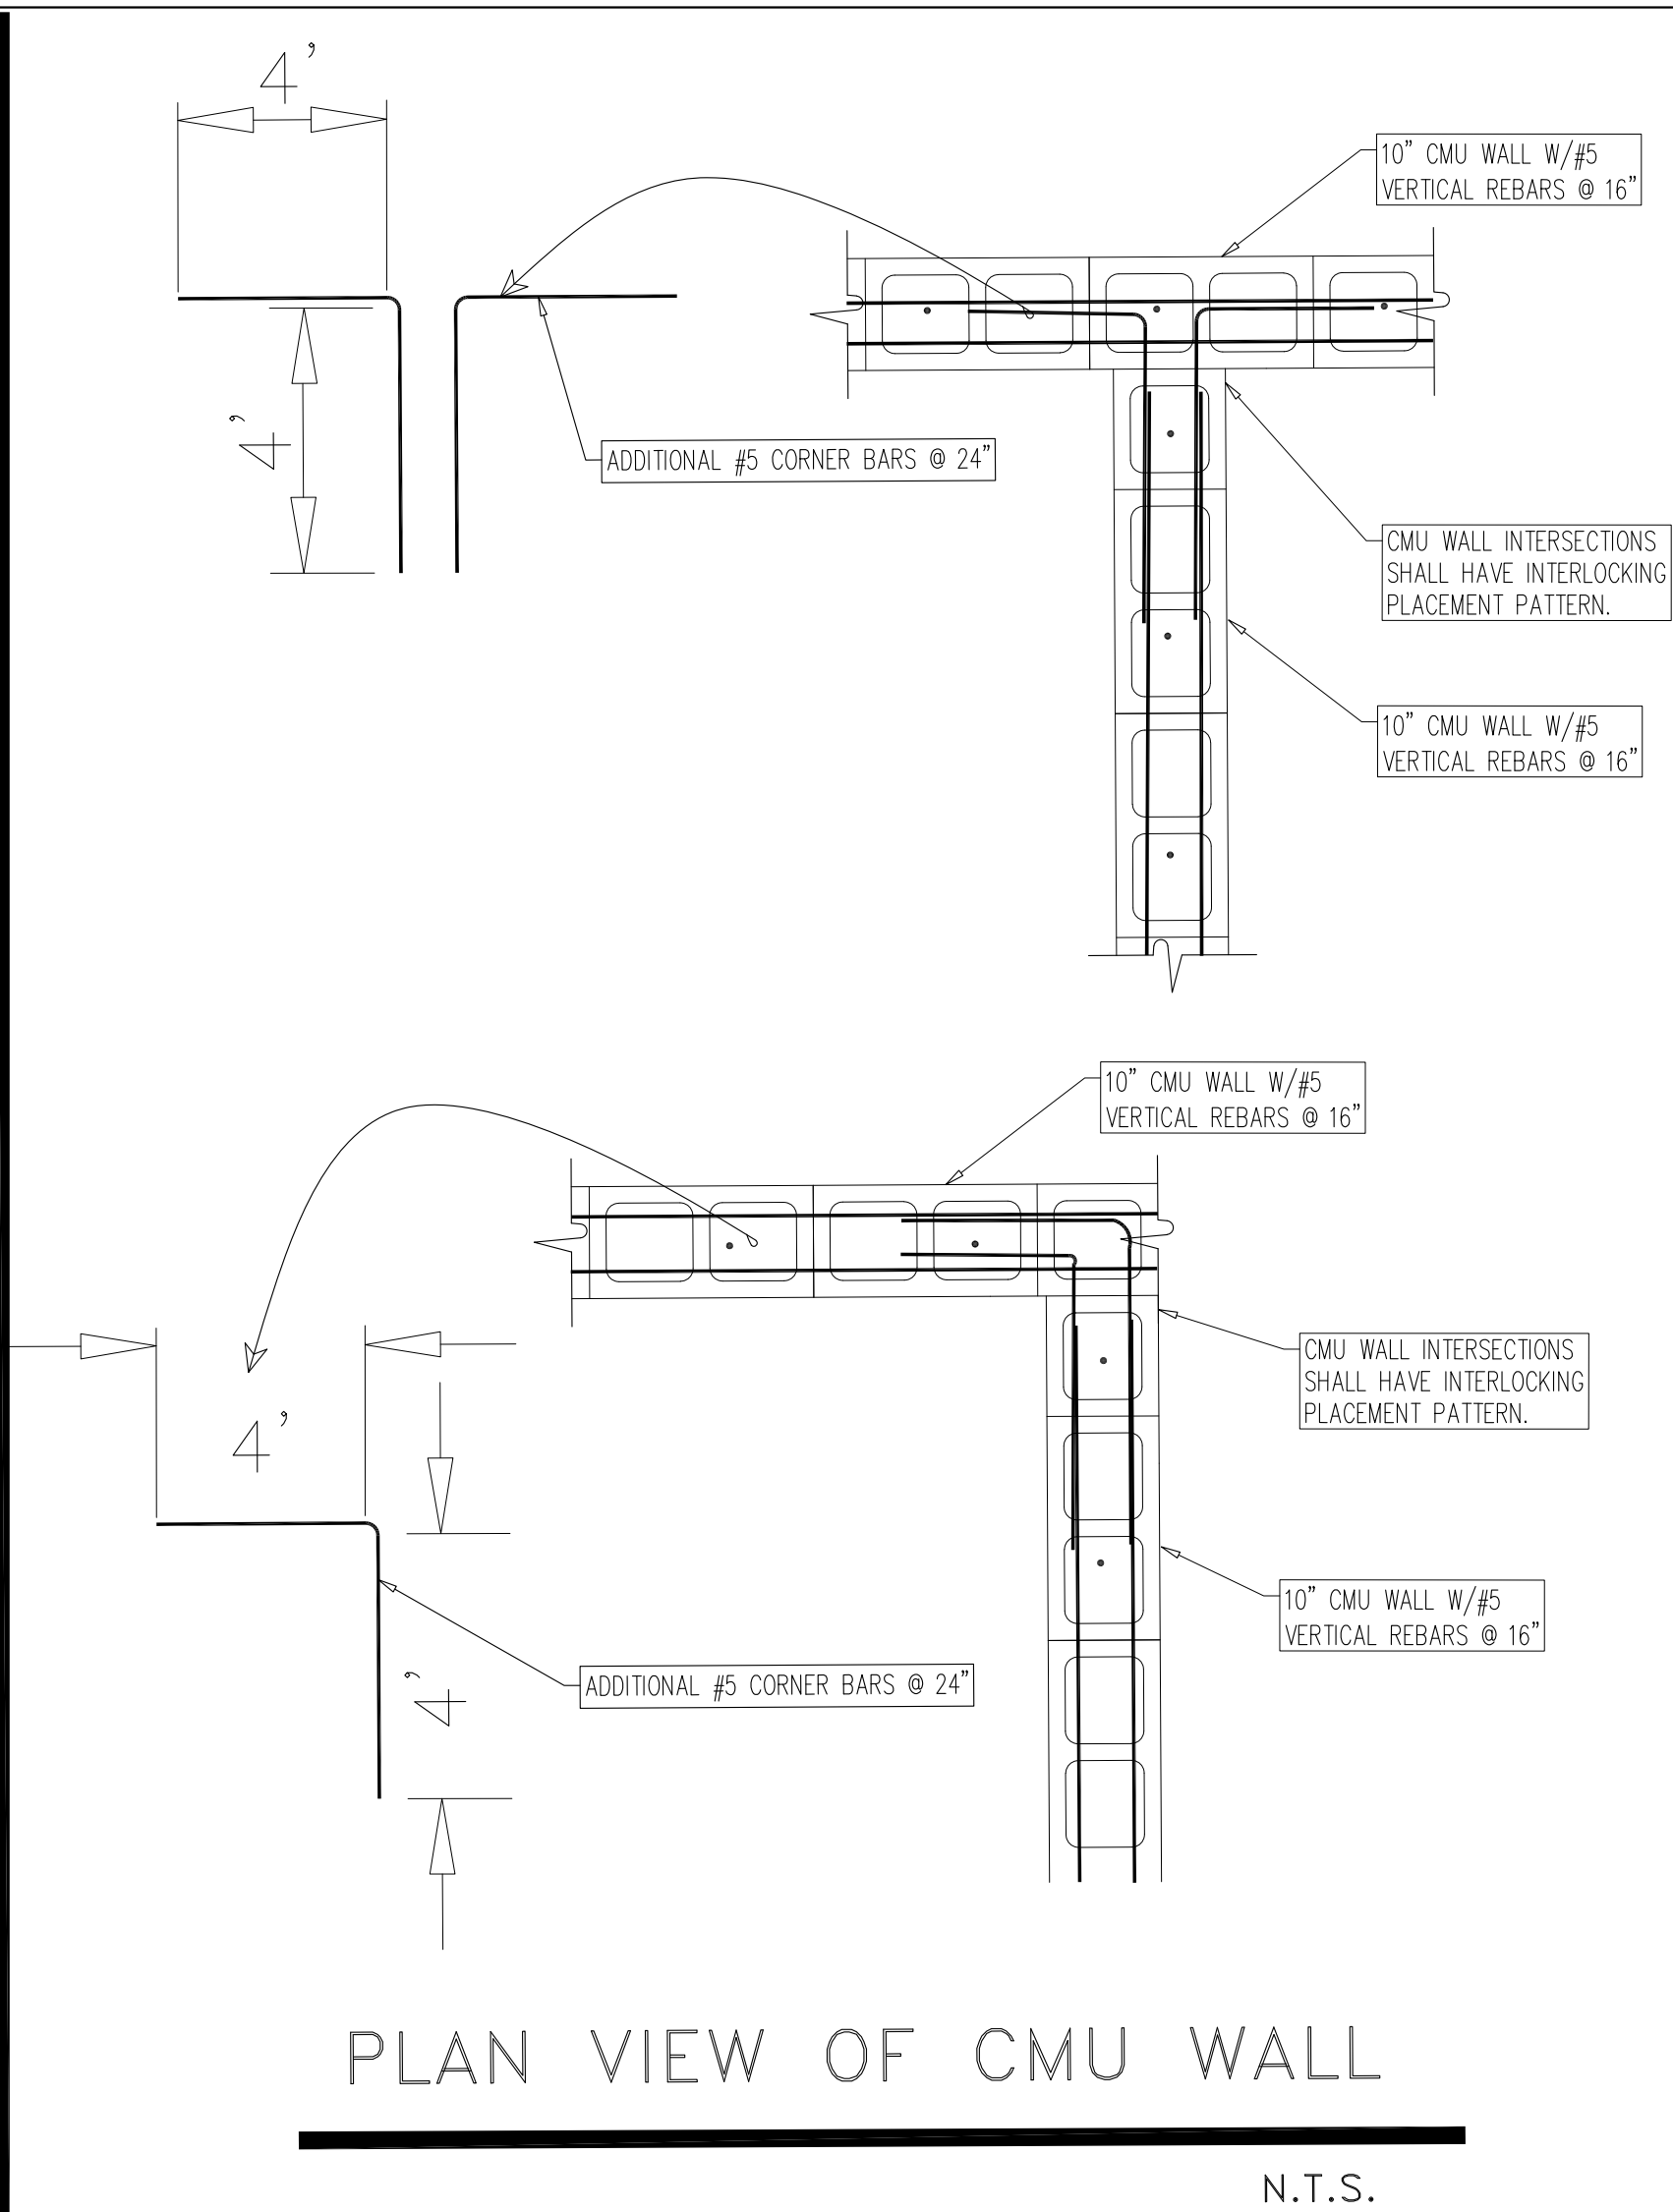 4'
10" CMU WALL W/#5
VERTICAL REBARS @ 16"
4'
ADDITIONAL #5 CORNER BARS @ 24"
CMU WALL INTERSECTIONS
SHALL HAVE INTERLOCKING
PLACEMENT PATTERN.
10" CMU WALL W/#5
VERTICAL REBARS @ 16"
10" CMU WALL W/#5
VERTICAL REBARS @ 16"
CMU WALL INTERSECTIONS
SHALL HAVE INTERLOCKING
PLACEMENT PATTERN.
4'
10" CMU WALL W/#5
VERTICAL REBARS @ 16"
ADDITIONAL #5 CORNER BARS @ 24"
4'
PLAN VIEW OF CMU WALL
N.T.S.